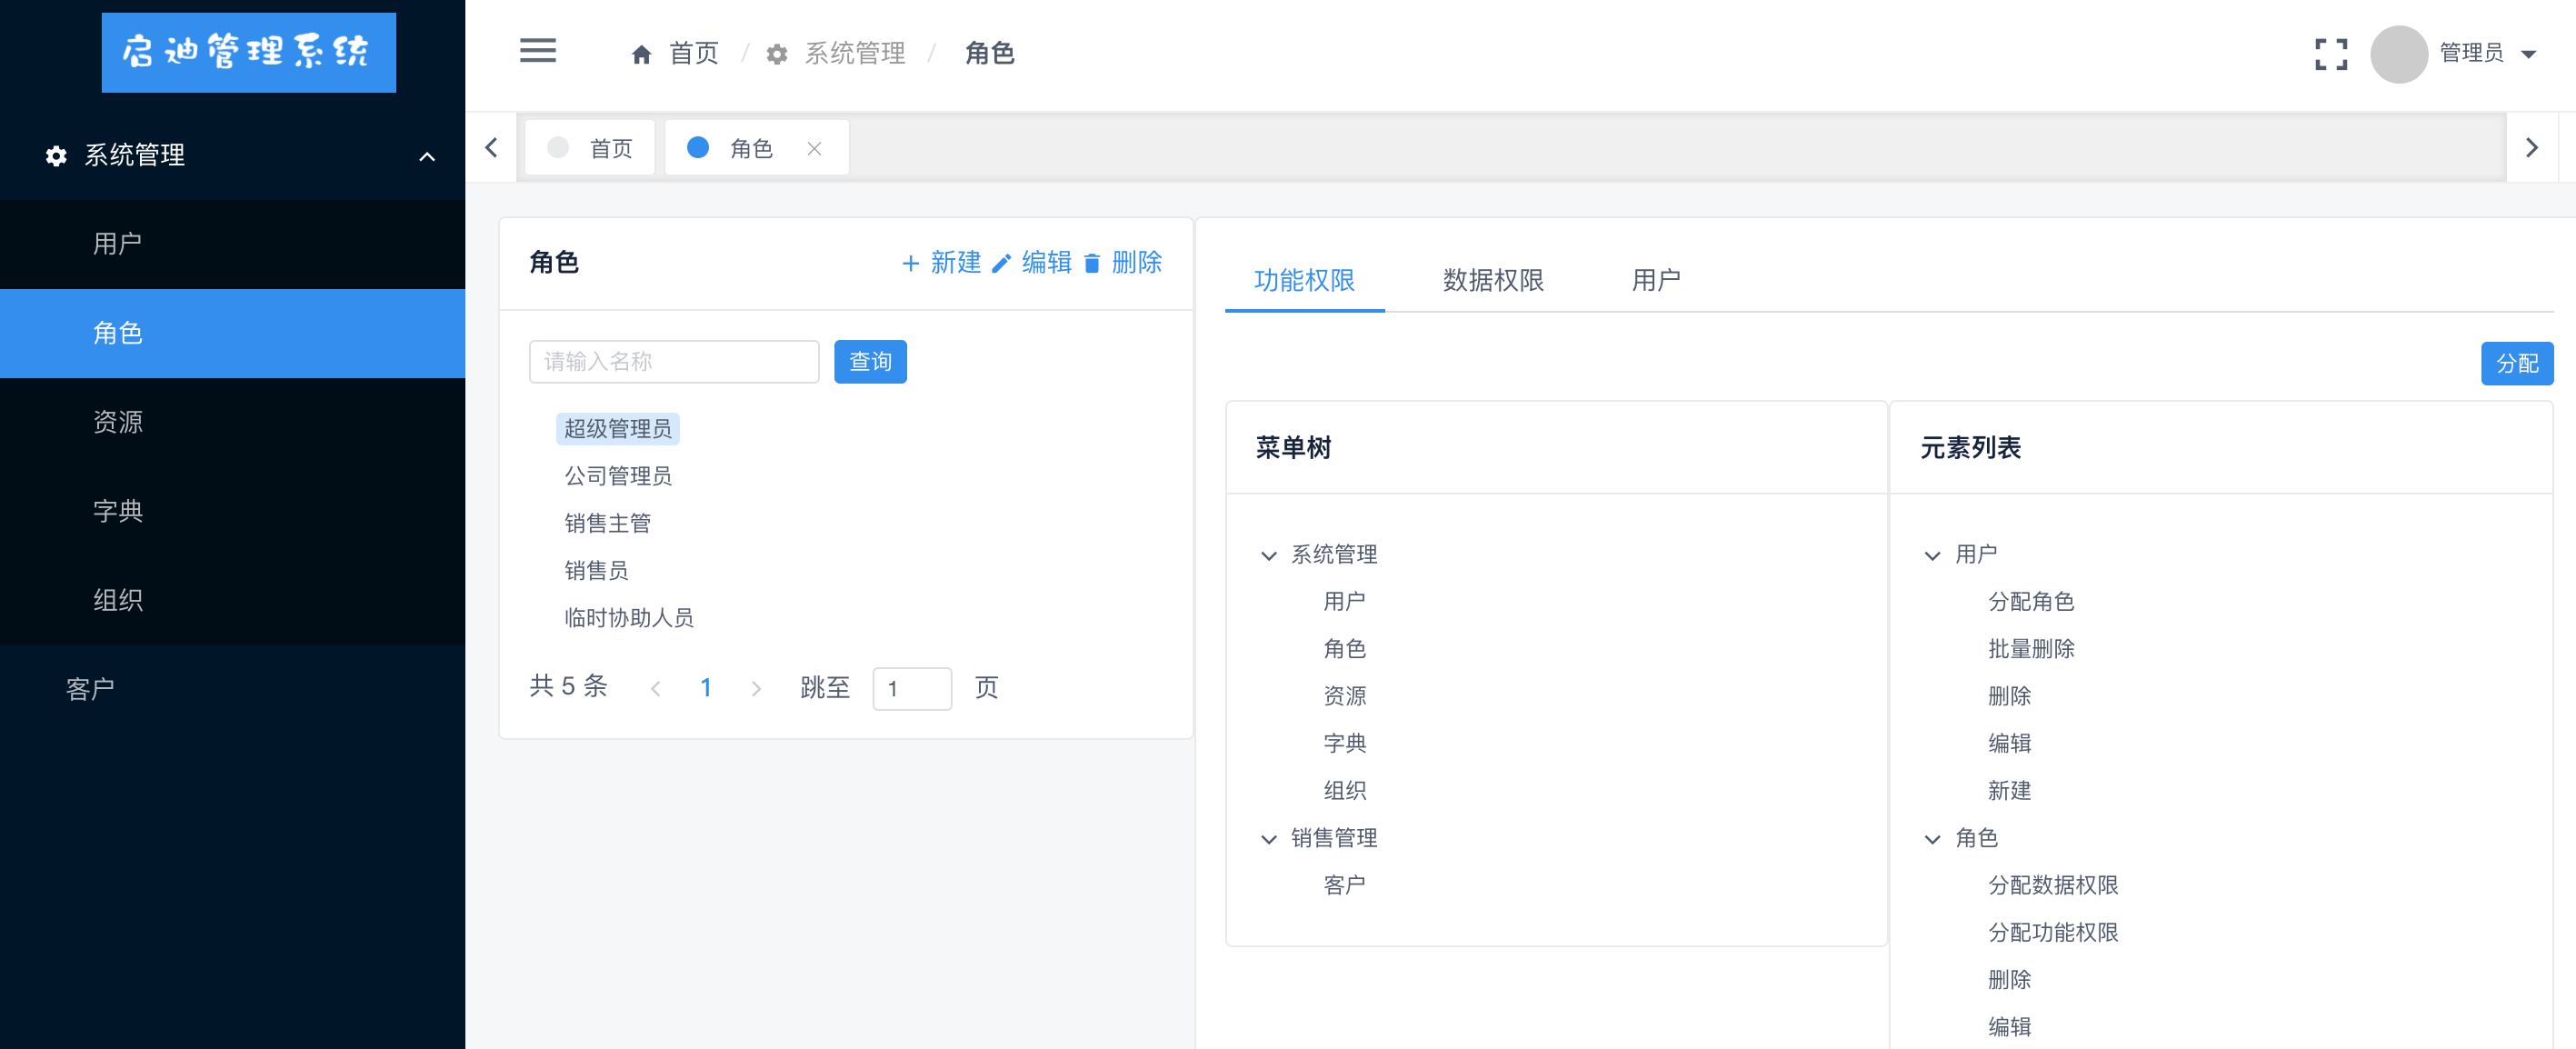 启迪管理系统
系统管理
用户
角色
资源
字典
组织
客户
首页 / 系统管理 / 角色
管理员
首页
角色
角色
新建 编辑 删除
请输入名称
查询
超级管理员
公司管理员
销售主管
销售员
临时协助人员
共 5 条
1
跳至 1 页
功能权限
数据权限
用户
分配
菜单树
系统管理
用户
角色
资源
字典
组织
销售管理
客户
元素列表
用户
分配角色
批量删除
删除
编辑
新建
角色
分配数据权限
分配功能权限
删除
编辑